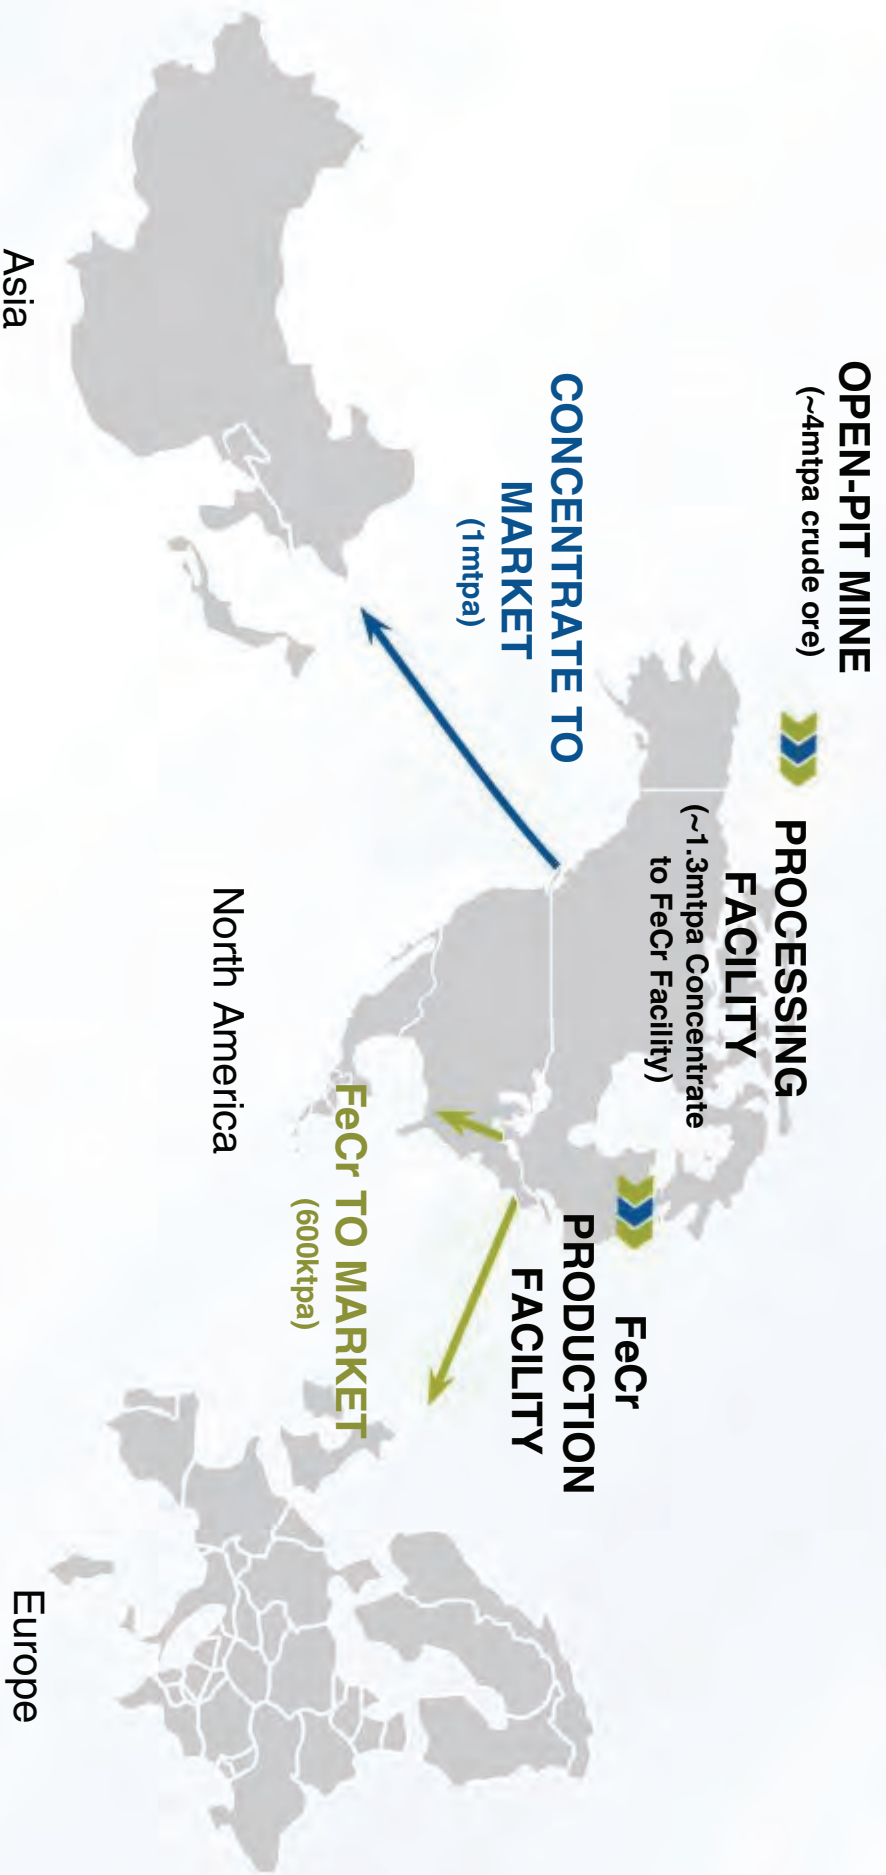 OPEN-PIT MINE
(~4mtpa crude ore)
PROCESSING
FACILITY
(~1.3mtpa Concentrate
to FeCr Facility)
FeCr
PRODUCTION
FACILITY
CONCENTRATE TO
MARKET
(1mtpa)
FeCr TO MARKET
(600ktpa)
North America
Asia
Europe